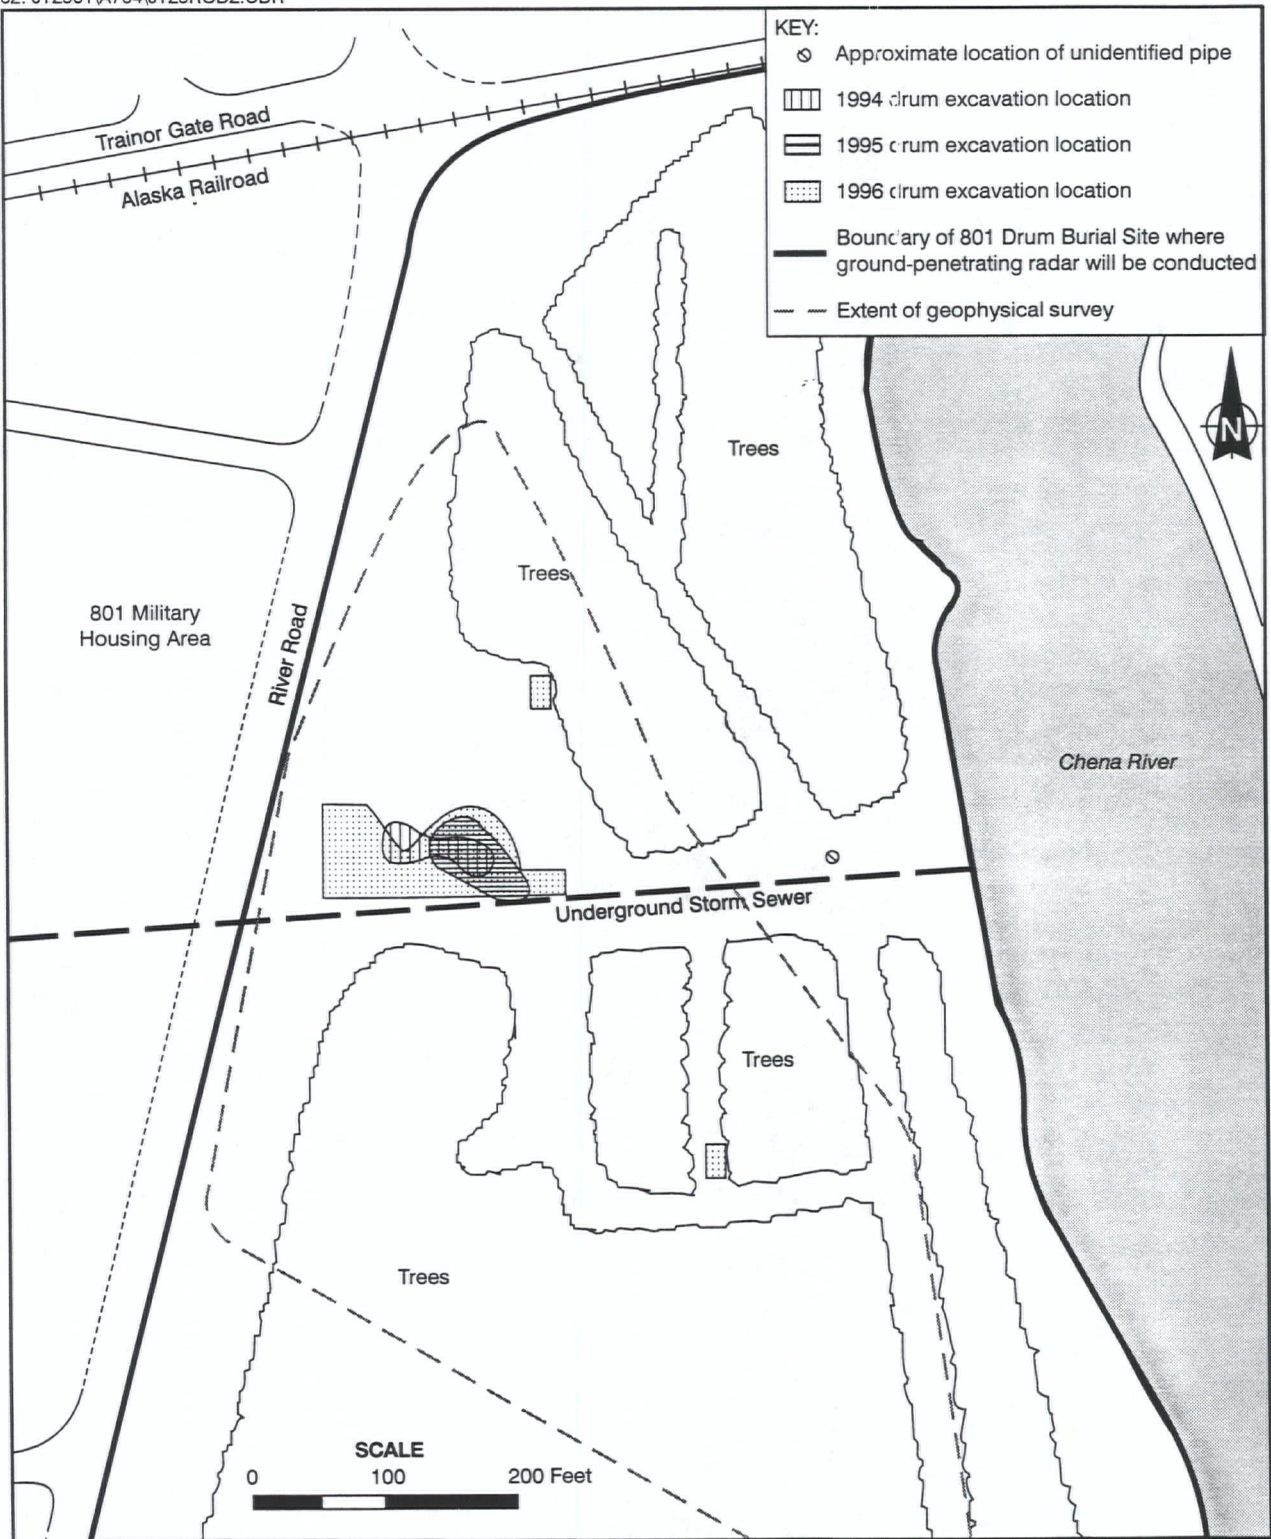 KEY:
Approximate location of unidentified pipe
1994 drum excavation location
1995 drum excavation location
1996 drum excavation location
Boundary of 801 Drum Burial Site where
ground-penetrating radar will be conducted
Extent of geophysical survey
Trainor Gate Road
Alaska Railroad
N
Trees
Trees
801 Military
Housing Area
River Road
Chena River
Underground Storm Sewer
Trees
Trees
SCALE
0 100 200 Feet